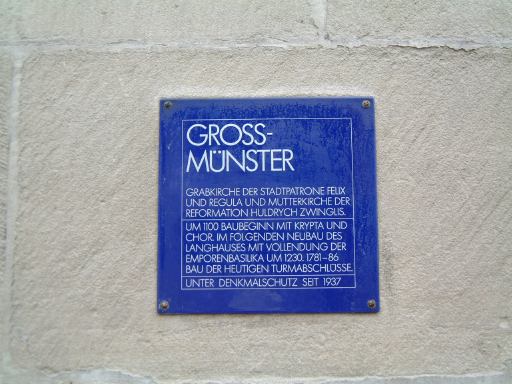 GROSS-
MÜNSTER
GRABKIRCHE DER STADTPATRONE FELIX
UND REGULA UND MUTTERKIRCHE DER
REFORMATION HULDRYCH ZWINGLIS.
UM 1100 BAUBEGINN MIT KRYPTA UND
CHOR. IM FOLGENDEN NEUBAU DES
LANGHAUSES MIT VOLLENDUNG DER
EMPORENBASILIKA UM 1230. 1781–86
BAU DER HEUTIGEN TURMABSCHLÜSSE.
UNTER DENKMALSCHUTZ SEIT 1937